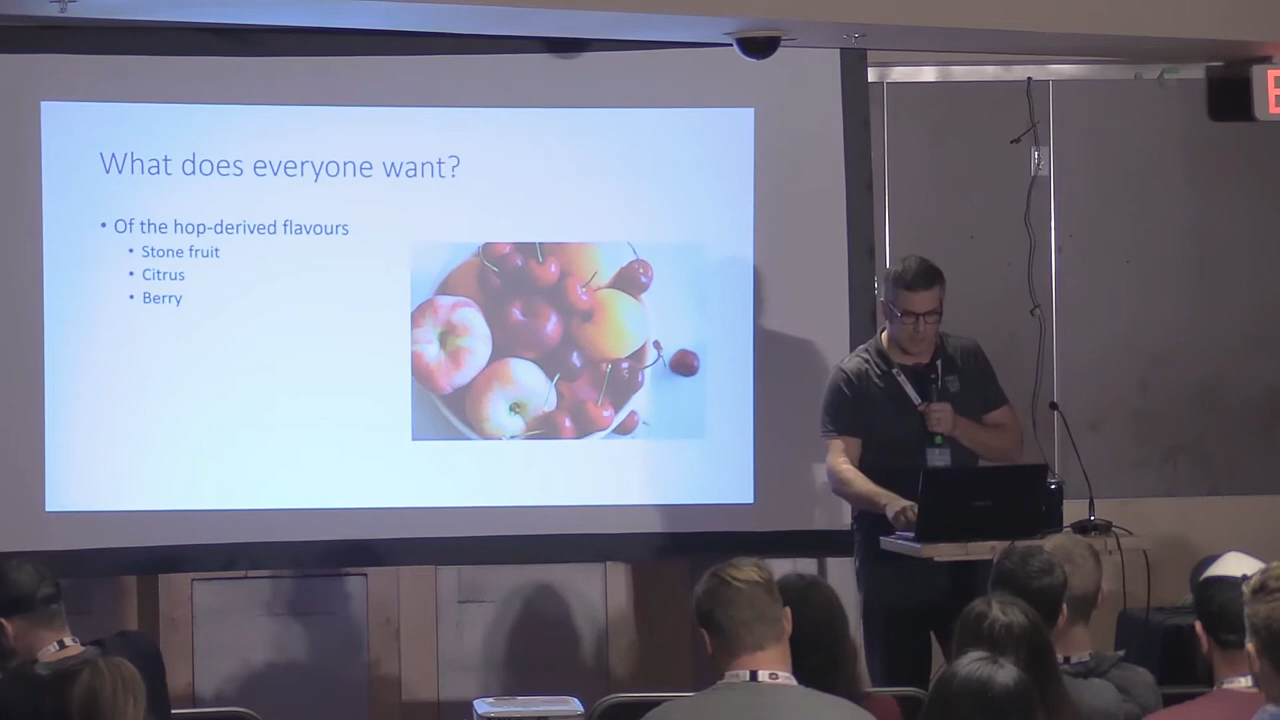 What does everyone want?
• Of the hop-derived flavours
• Stone fruit
• Citrus
• Berry
E